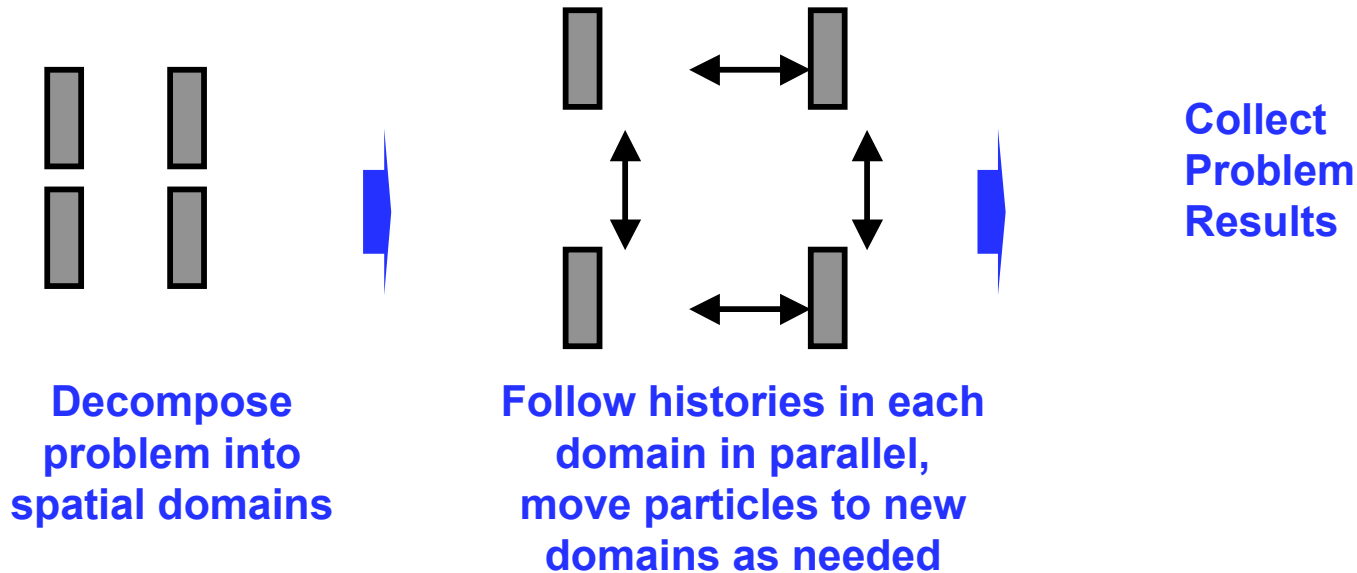 Decompose
problem into
spatial domains
Follow histories in each
domain in parallel,
move particles to new
domains as needed
Collect
Problem
Results